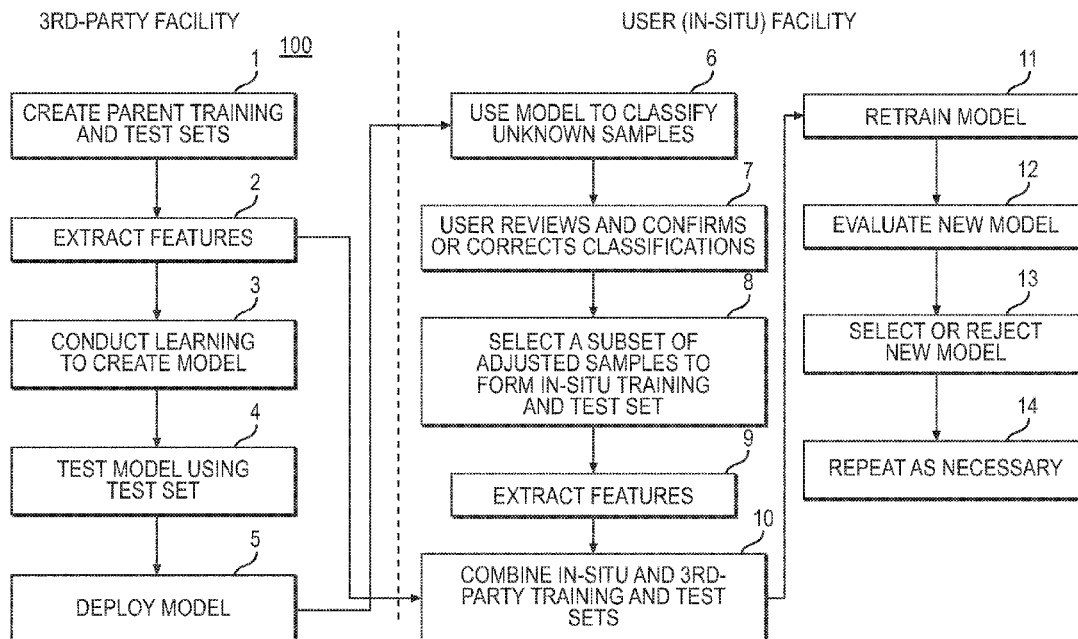 3RD-PARTY FACILITY
100
1
CREATE PARENT TRAINING
AND TEST SETS
2
EXTRACT FEATURES
3
CONDUCT LEARNING
TO CREATE MODEL
4
TEST MODEL USING
TEST SET
5
DEPLOY MODEL
USER (IN-SITU) FACILITY
6
USE MODEL TO CLASSIFY
UNKNOWN SAMPLES
7
USER REVIEWS AND CONFIRMS
OR CORRECTS CLASSIFICATIONS
8
SELECT A SUBSET OF
ADJUSTED SAMPLES TO
FORM IN-SITU TRAINING
AND TEST SET
9
EXTRACT FEATURES
10
COMBINE IN-SITU AND 3RD-
PARTY TRAINING AND TEST
SETS
11
RETRAIN MODEL
12
EVALUATE NEW MODEL
13
SELECT OR REJECT
NEW MODEL
14
REPEAT AS NECESSARY